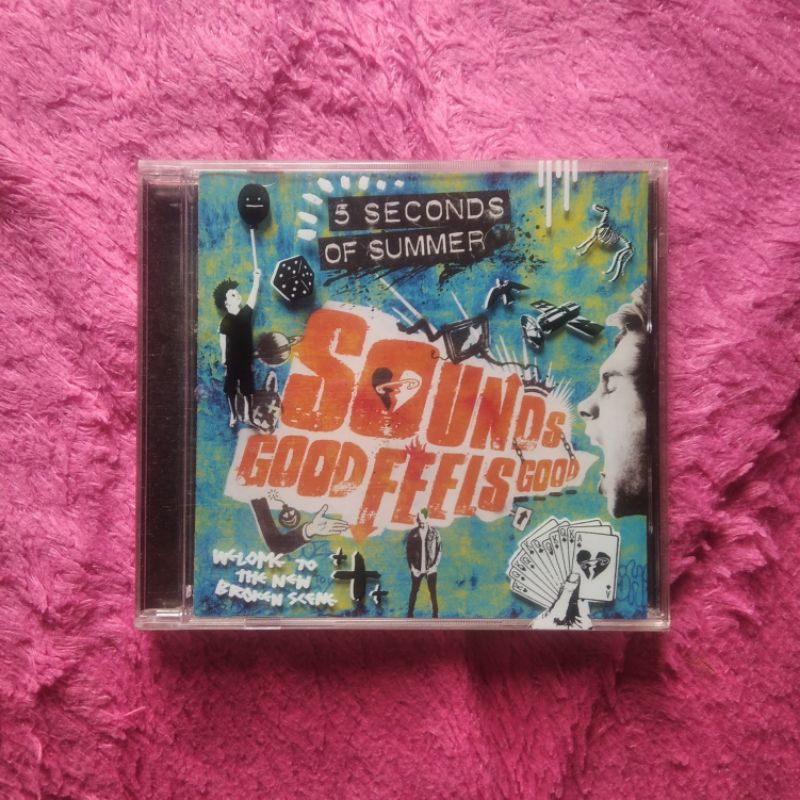 5 SECONDS
OF SUMMER
SOUNDS
GOOD FEELS GOOD
WELCOME TO
THE NEW
BROKEN SCENE